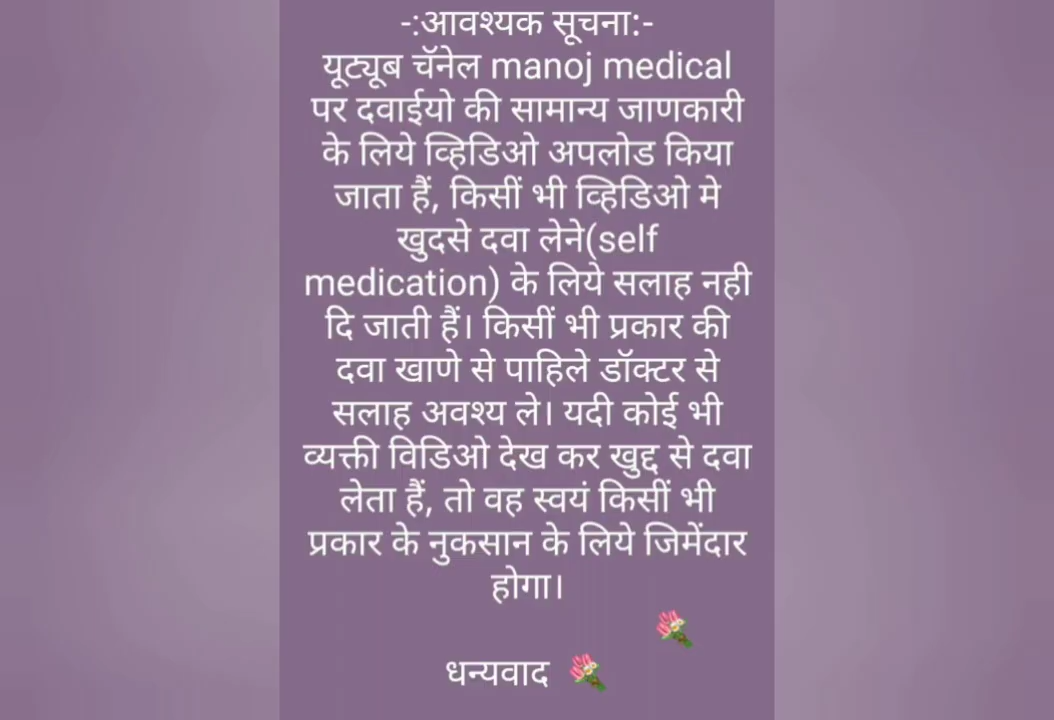 -:आवश्यक सूचना:-
यूट्यूब चॅनेल manoj medical
पर दवाईयो की सामान्य जाणकारी
के लिये व्हिडिओ अपलोड किया
जाता हैं, किसीं भी व्हिडिओ मे
खुदसे दवा लेने(self
medication) के लिये सलाह नही
दि जाती हैं। किसीं भी प्रकार की
दवा खाणे से पाहिले डॉक्टर से
सलाह अवश्य ले। यदी कोई भी
व्यक्ती विडिओ देख कर खुद्द से दवा
लेता हैं, तो वह स्वयं किसीं भी
प्रकार के नुकसान के लिये जिमेंदार
होगा।
धन्यवाद